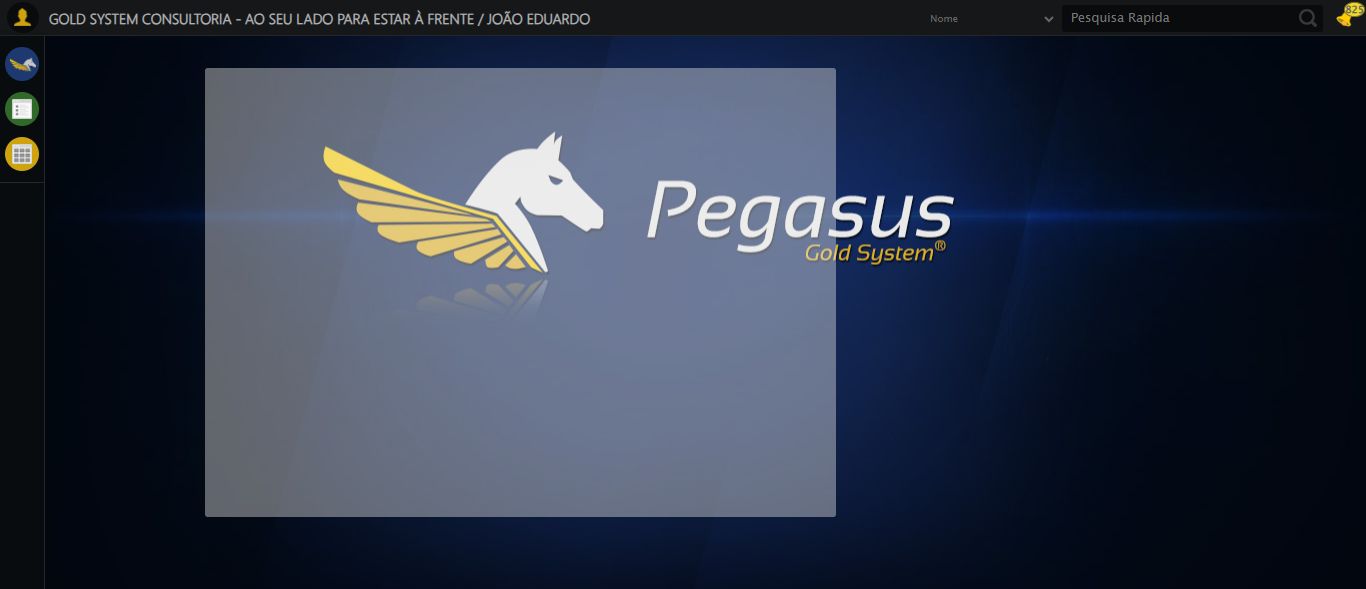 GOLD SYSTEM CONSULTORIA - AO SEU LADO PARA ESTAR À FRENTE / JOÃO EDUARDO
Nome
Pesquisa Rapida
825
Pegasus
Gold System®